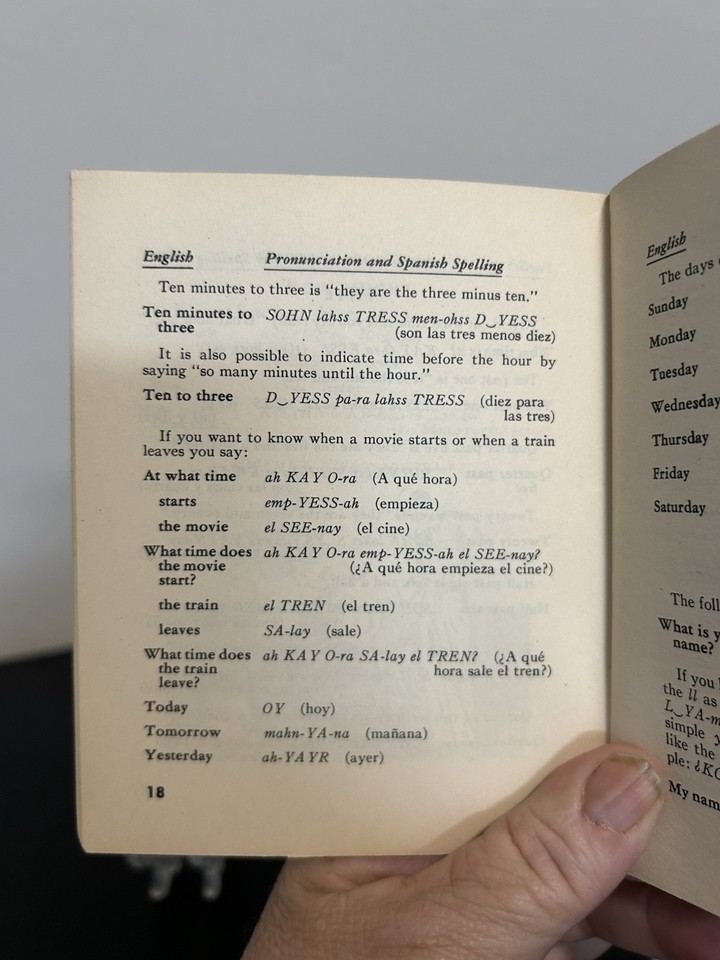 English Pronunciation and Spanish Spelling
Ten minutes to three is "they are the three minus ten."
Ten minutes to SOHN lahss TRESS men-ohss D‿YESS
three (son las tres menos diez)
It is also possible to indicate time before the hour by
saying "so many minutes until the hour."
Ten to three D‿YESS pa-ra lahss TRESS (diez para
las tres)
If you want to know when a movie starts or when a train
leaves you say:
At what time ah KAY O-ra (A qué hora)
starts emp-YESS-ah (empieza)
the movie el SEE-nay (el cine)
What time does ah KAY O-ra emp-YESS-ah el SEE-nay?
the movie (¿A qué hora empieza el cine?)
start?
the train el TREN (el tren)
leaves SA-lay (sale)
What time does ah KAY O-ra SA-lay el TREN? (¿A qué
the train hora sale el tren?)
leave?
Today OY (hoy)
Tomorrow mahn-YA-na (mañana)
Yesterday ah-YAYR (ayer)
18
English
The days
Sunday
Monday
Tuesday
Wednesday
Thursday
Friday
Saturday
The foll
What is y
name?
If you
the ll as
L‿YA-m
simple y
like the
ple: ¿KO
My nam